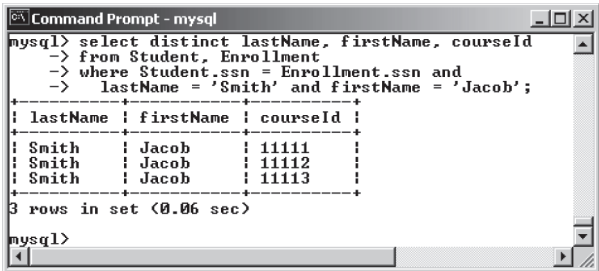 Command Prompt - mysql
mysql> select distinct lastName, firstName, courseId
    -> from Student, Enrollment
    -> where Student.ssn = Enrollment.ssn and
    ->   lastName = 'Smith' and firstName = 'Jacob';
+----------+-----------+----------+
| lastName | firstName | courseId |
+----------+-----------+----------+
| Smith    | Jacob     | 11111    |
| Smith    | Jacob     | 11112    |
| Smith    | Jacob     | 11113    |
+----------+-----------+----------+
3 rows in set (0.06 sec)
mysql>